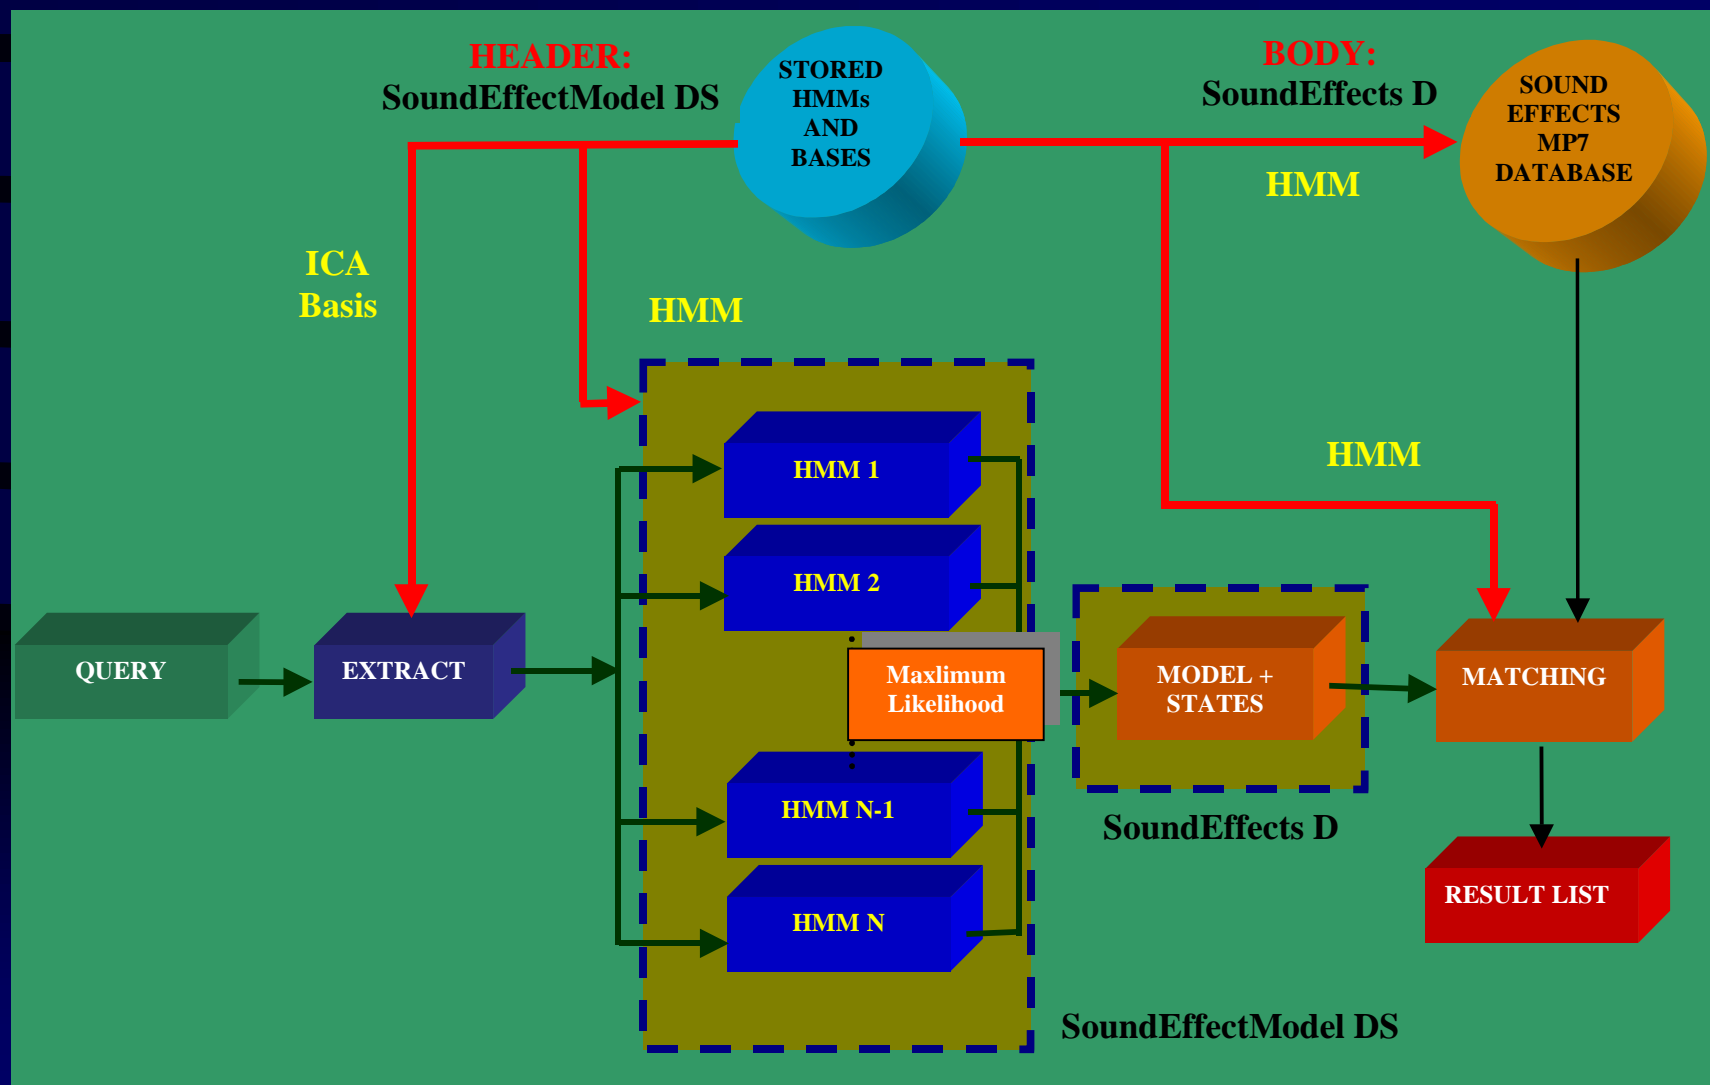 HEADER:
SoundEffectModel DS
STORED
HMMs
AND
BASES
BODY:
SoundEffects D
SOUND
EFFECTS
MP7
DATABASE
HMM
ICA
Basis
HMM
HMM
HMM 1
HMM 2
QUERY
EXTRACT
Maxlimum
Likelihood
MODEL +
STATES
MATCHING
HMM N-1
SoundEffects D
HMM N
RESULT LIST
SoundEffectModel DS